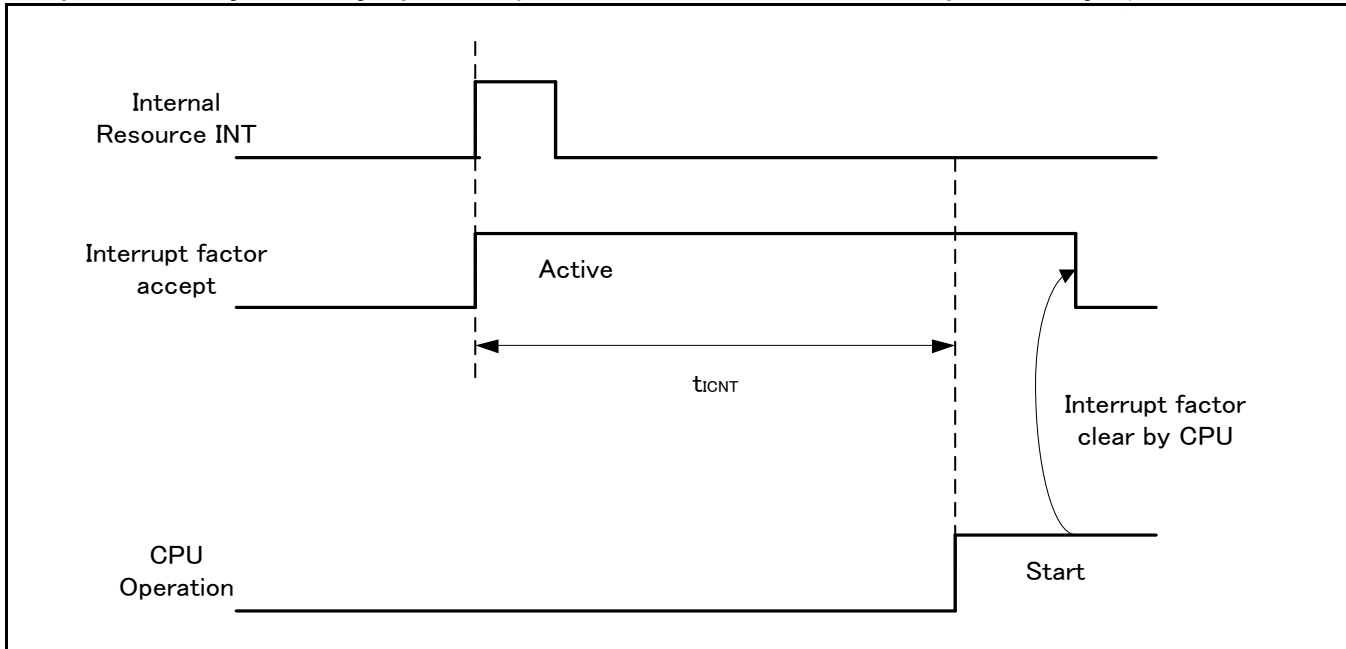 Internal
Resource INT
Interrupt factor
accept
Active
tICNT
Interrupt factor
clear by CPU
CPU
Operation
Start